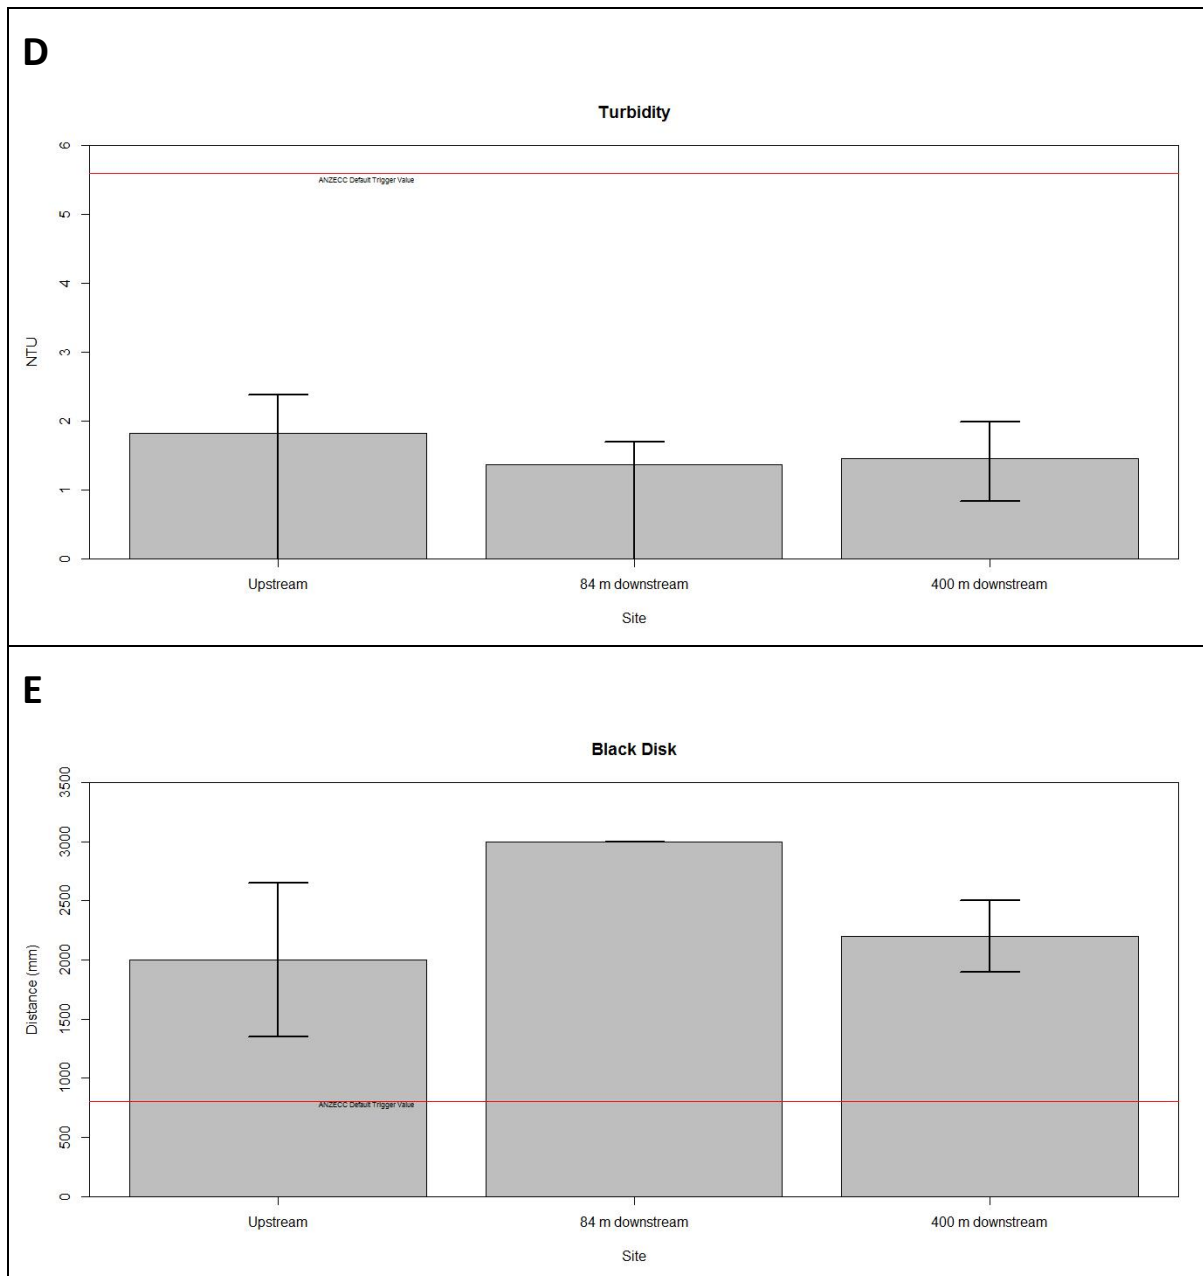 D
Turbidity
6
5
4
3
2
1
0
NTU
ANZECC Default Trigger Value
Upstream 84 m downstream 400 m downstream
Site
E
Black Disk
3500
3000
2500
2000
1500
1000
500
0
Distance (mm)
ANZECC Default Trigger Value
Upstream 84 m downstream 400 m downstream
Site